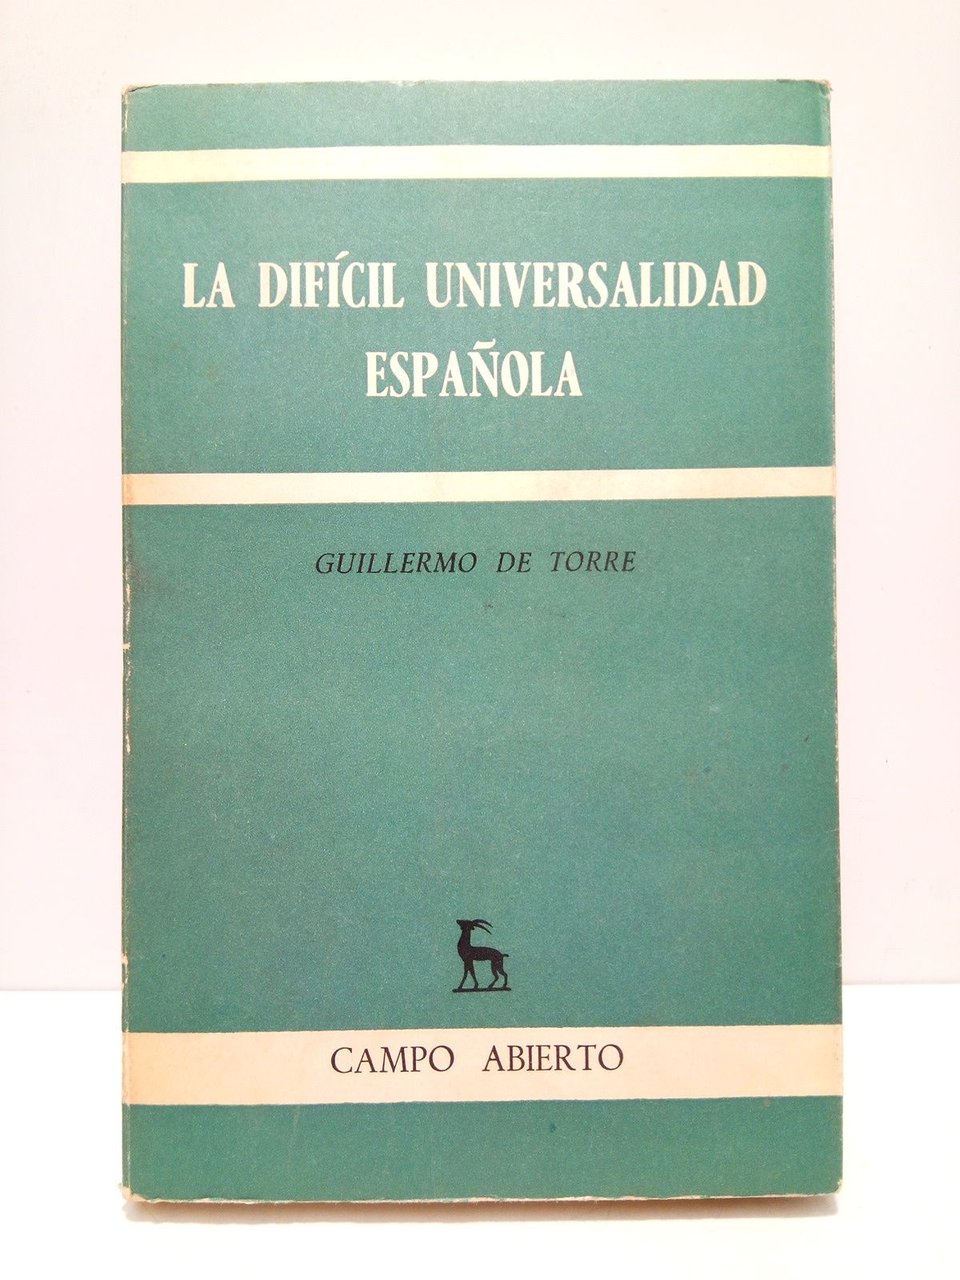 LA DIFÍCIL UNIVERSALIDAD
ESPAÑOLA
GUILLERMO DE TORRE
CAMPO ABIERTO